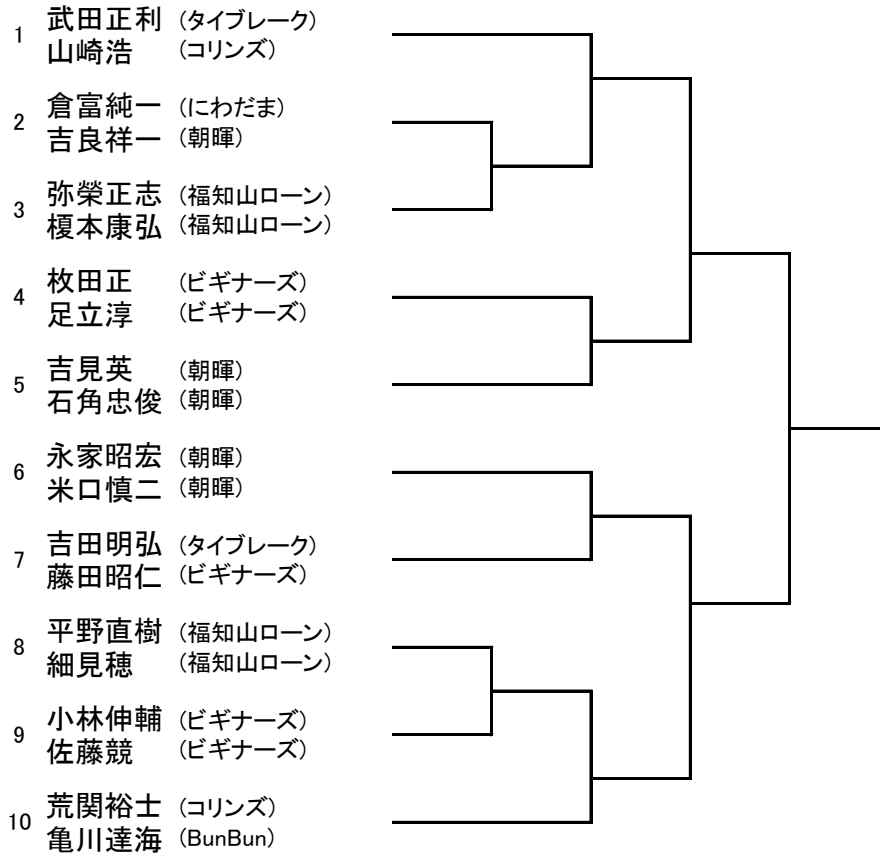 1 武田正利 (タイブレーク)
山崎浩 (コリンズ)
2 倉富純一 (にわだま)
吉良祥一 (朝暉)
3 弥榮正志 (福知山ローン)
榎本康弘 (福知山ローン)
4 枚田正 (ビギナーズ)
足立淳 (ビギナーズ)
5 吉見英 (朝暉)
石角忠俊 (朝暉)
6 永家昭宏 (朝暉)
米口慎二 (朝暉)
7 吉田明弘 (タイブレーク)
藤田昭仁 (ビギナーズ)
8 平野直樹 (福知山ローン)
細見穂 (福知山ローン)
9 小林伸輔 (ビギナーズ)
佐藤競 (ビギナーズ)
10 荒関裕士 (コリンズ)
亀川達海 (BunBun)